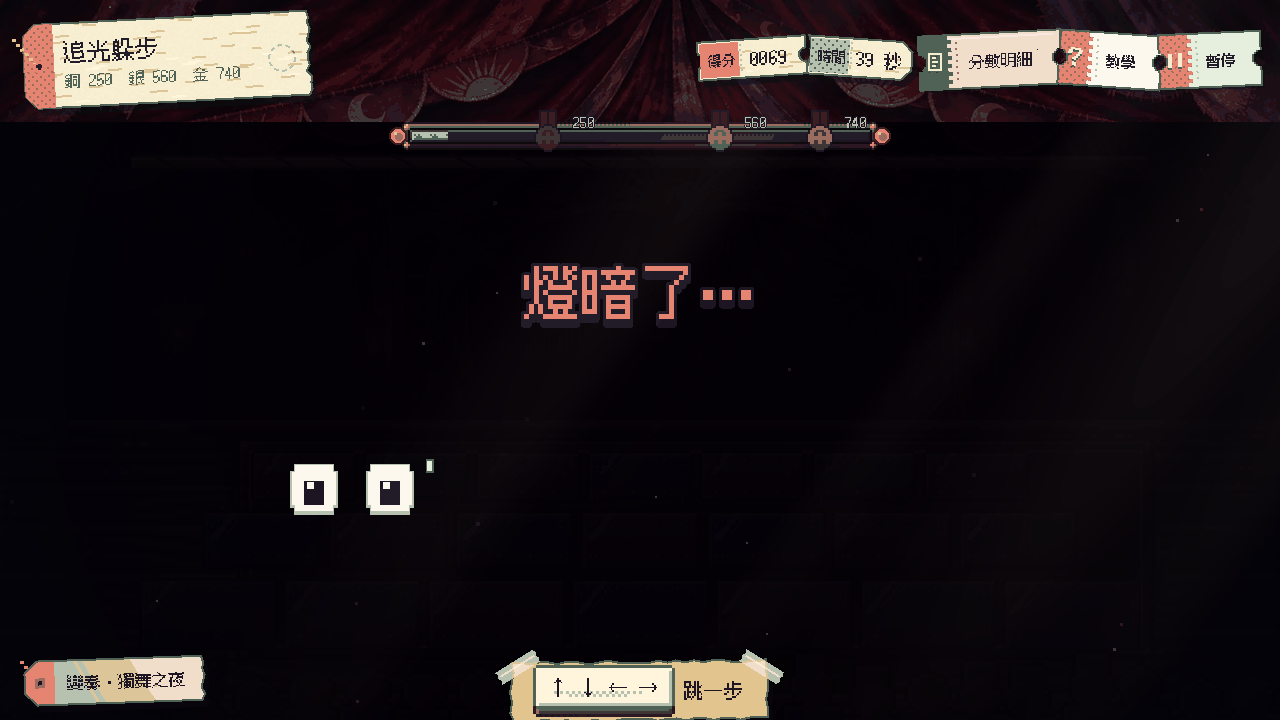 追光躲步
銅 250 銀 560 金 740
得分 0069 時間 39 秒
分數明細
? 教學
暫停
250 560 740
燈暗了…
變奏·獨舞之夜
↑ ↓ ← → 跳一步